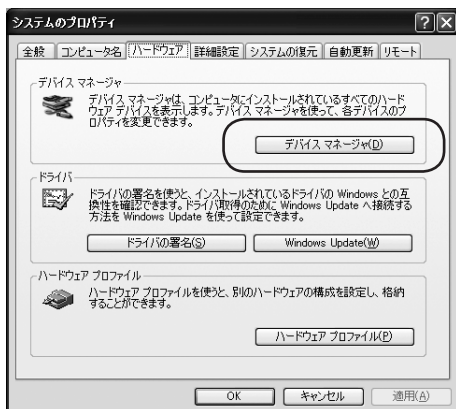 システムのプロパティ
全般 コンピュータ名 ハードウェア 詳細設定 システムの復元 自動更新 リモート
デバイス マネージャ
デバイス マネージャは、コンピュータにインストールされているすべてのハード
ウェア デバイスを表示します。デバイス マネージャを使って、各デバイスのプ
ロパティを変更できます。
デバイス マネージャ(D)
ドライバ
ドライバの署名を使うと、インストールされているドライバの Windows との互
換性を確認できます。ドライバ取得のために Windows Update へ接続する
方法を Windows Update を使って設定できます。
ドライバの署名(S) Windows Update(W)
ハードウェア プロファイル
ハードウェア プロファイルを使うと、別のハードウェアの構成を設定し、格納
することができます。
ハードウェア プロファイル(P)
OK キャンセル 適用(A)